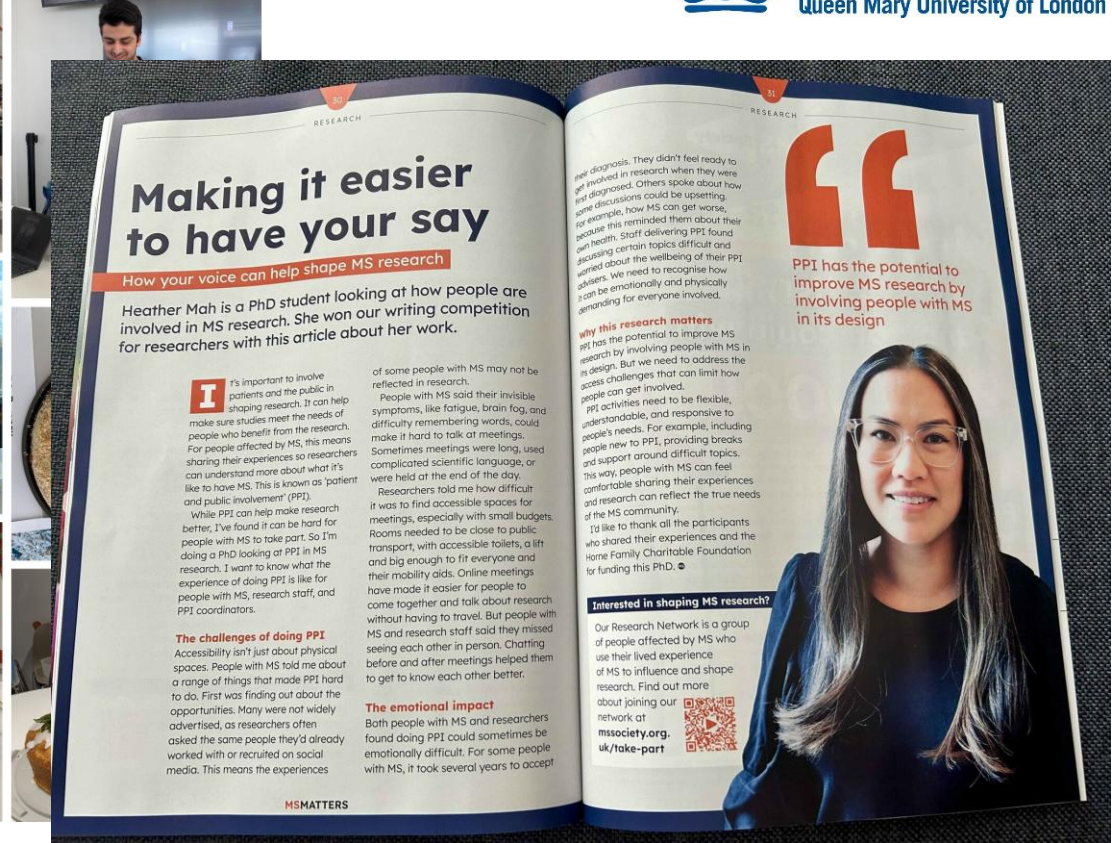 Queen Mary University of London
30
RESEARCH
Making it easier
to have your say
How your voice can help shape MS research
Heather Mah is a PhD student looking at how people are
involved in MS research. She won our writing competition
for researchers with this article about her work.
It's important to involve
patients and the public in
shaping research. It can help
make sure studies meet the needs of
people who benefit from the research.
For people affected by MS, this means
sharing their experiences so researchers
can understand more about what it's
like to have MS. This is known as 'patient
and public involvement' (PPI).
While PPI can help make research
better, I've found it can be hard for
people with MS to take part. So I'm
doing a PhD looking at PPI in MS
research. I want to know what the
experience of doing PPI is like for
people with MS, research staff, and
PPI coordinators.
The challenges of doing PPI
Accessibility isn't just about physical
spaces. People with MS told me about
a range of things that made PPI hard
to do. First was finding out about the
opportunities. Many were not widely
advertised, as researchers often
asked the same people they'd already
worked with or recruited on social
media. This means the experiences
of some people with MS may not be
reflected in research.
People with MS said their invisible
symptoms, like fatigue, brain fog, and
difficulty remembering words, could
make it hard to talk at meetings.
Sometimes meetings were long, used
complicated scientific language, or
were held at the end of the day.
Researchers told me how difficult
it was to find accessible spaces for
meetings, especially with small budgets.
Rooms needed to be close to public
transport, with accessible toilets, a lift
and big enough to fit everyone and
their mobility aids. Online meetings
have made it easier for people to
come together and talk about research
without having to travel. But people with
MS and research staff said they missed
seeing each other in person. Chatting
before and after meetings helped them
to get to know each other better.
The emotional impact
Both people with MS and researchers
found doing PPI could sometimes be
emotionally difficult. For some people
with MS, it took several years to accept
MSMATTERS
31
RESEARCH
their diagnosis. They didn't feel ready to
get involved in research when they were
first diagnosed. Others spoke about how
some discussions could be upsetting.
For example, how MS can get worse,
because this reminded them about their
own health. Staff delivering PPI found
discussing certain topics difficult and
worried about the wellbeing of their PPI
advisers. We need to recognise how
it can be emotionally and physically
demanding for everyone involved.
Why this research matters
PPI has the potential to improve MS
research by involving people with MS in
its design. But we need to address the
access challenges that can limit how
people can get involved.
PPI activities need to be flexible,
understandable, and responsive to
people's needs. For example, including
people new to PPI, providing breaks
and support around difficult topics.
This way, people with MS can feel
comfortable sharing their experiences
and research can reflect the true needs
of the MS community.
I'd like to thank all the participants
who shared their experiences and the
Horne Family Charitable Foundation
for funding this PhD.
Interested in shaping MS research?
Our Research Network is a group
of people affected by MS who
use their lived experience
of MS to influence and shape
research. Find out more
about joining our
network at
mssociety.org.
uk/take-part
PPI has the potential to
improve MS research by
involving people with MS
in its design